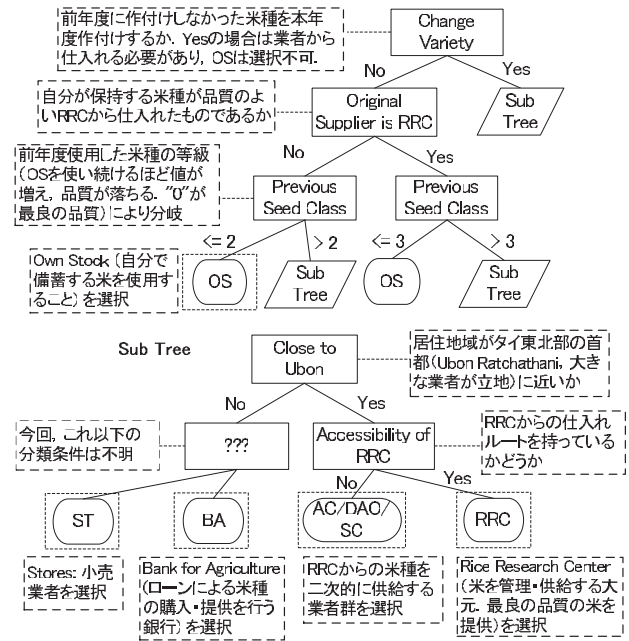 前年度に作付けしなかった米種を本年
度作付けするか. Yesの場合は業者から
仕入れる必要があり, OSは選択不可.
Change
Variety
No
Yes
自分が保持する米種が品質のよ
いRRCから仕入れたものであるか
Original
Supplier is RRC
Sub
Tree
前年度使用した米種の等級
(OSを使い続けるほど値が
増え, 品質が落ちる. "0"が
最良の品質)により分岐
No
Yes
Previous
Seed Class
Previous
Seed Class
<= 2
> 2
<= 3
> 3
Own Stock (自分で
備蓄する米を使用す
ること) を選択
OS
Sub
Tree
OS
Sub
Tree
Sub Tree
Close to
Ubon
居住地域がタイ東北部の首
都(Ubon Ratchathani, 大き
な業者が立地)に近いか
No
Yes
今回, これ以下の
分類条件は不明
???
Accessibility of
RRC
RRCからの仕入れ
ルートを持っている
かどうか
No
Yes
ST
BA
AC/DAO/
SC
RRC
Stores: 小売
業者を選択
Bank for Agriculture
(ローンによる米種
の購入・提供を行う
銀行) を選択
RRCからの米種を
二次的に供給する
業者群を選択
Rice Research Center
(米を管理・供給する大
元. 最良の品質の米を
提供) を選択